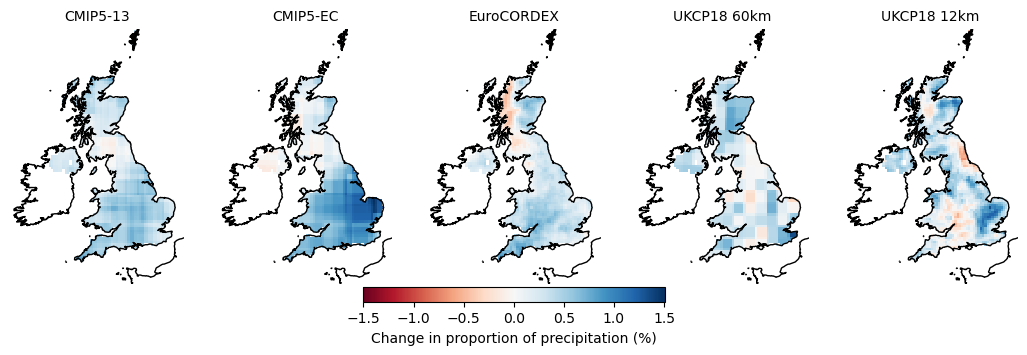 CMIP5-13 CMIP5-EC EuroCORDEX UKCP18 60km UKCP18 12km
−1.5 −1.0 −0.5 0.0 0.5 1.0 1.5
Change in proportion of precipitation (%)